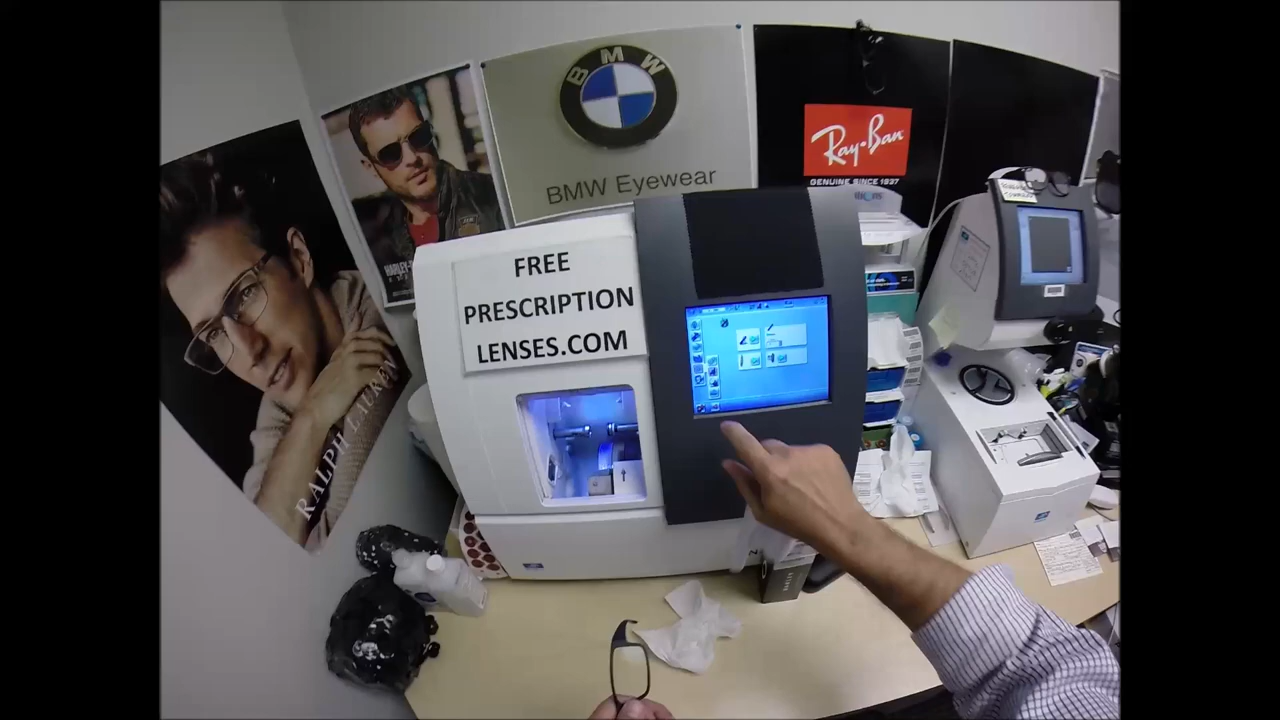 BMW
BMW Eyewear
Ray-Ban
GENUINE SINCE 1937
FREE
PRESCRIPTION
LENSES.COM
RALPH LAUREN